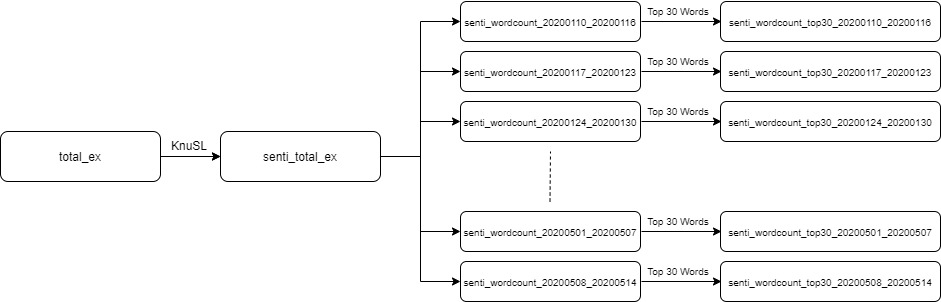 senti_wordcount_20200110_20200116
Top 30 Words
senti_wordcount_top30_20200110_20200116
senti_wordcount_20200117_20200123
Top 30 Words
senti_wordcount_top30_20200117_20200123
senti_wordcount_20200124_20200130
Top 30 Words
senti_wordcount_top30_20200124_20200130
total_ex
KnuSL
senti_total_ex
senti_wordcount_20200501_20200507
Top 30 Words
senti_wordcount_top30_20200501_20200507
senti_wordcount_20200508_20200514
Top 30 Words
senti_wordcount_top30_20200508_20200514